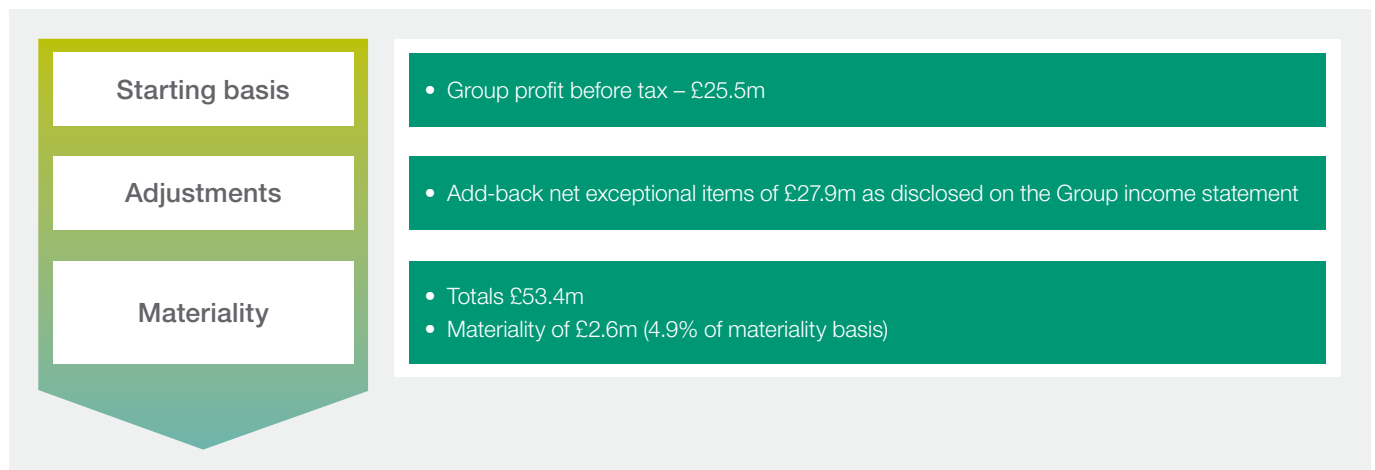 Starting basis
• Group profit before tax – £25.5m
Adjustments
• Add-back net exceptional items of £27.9m as disclosed on the Group income statement
Materiality
• Totals £53.4m
• Materiality of £2.6m (4.9% of materiality basis)